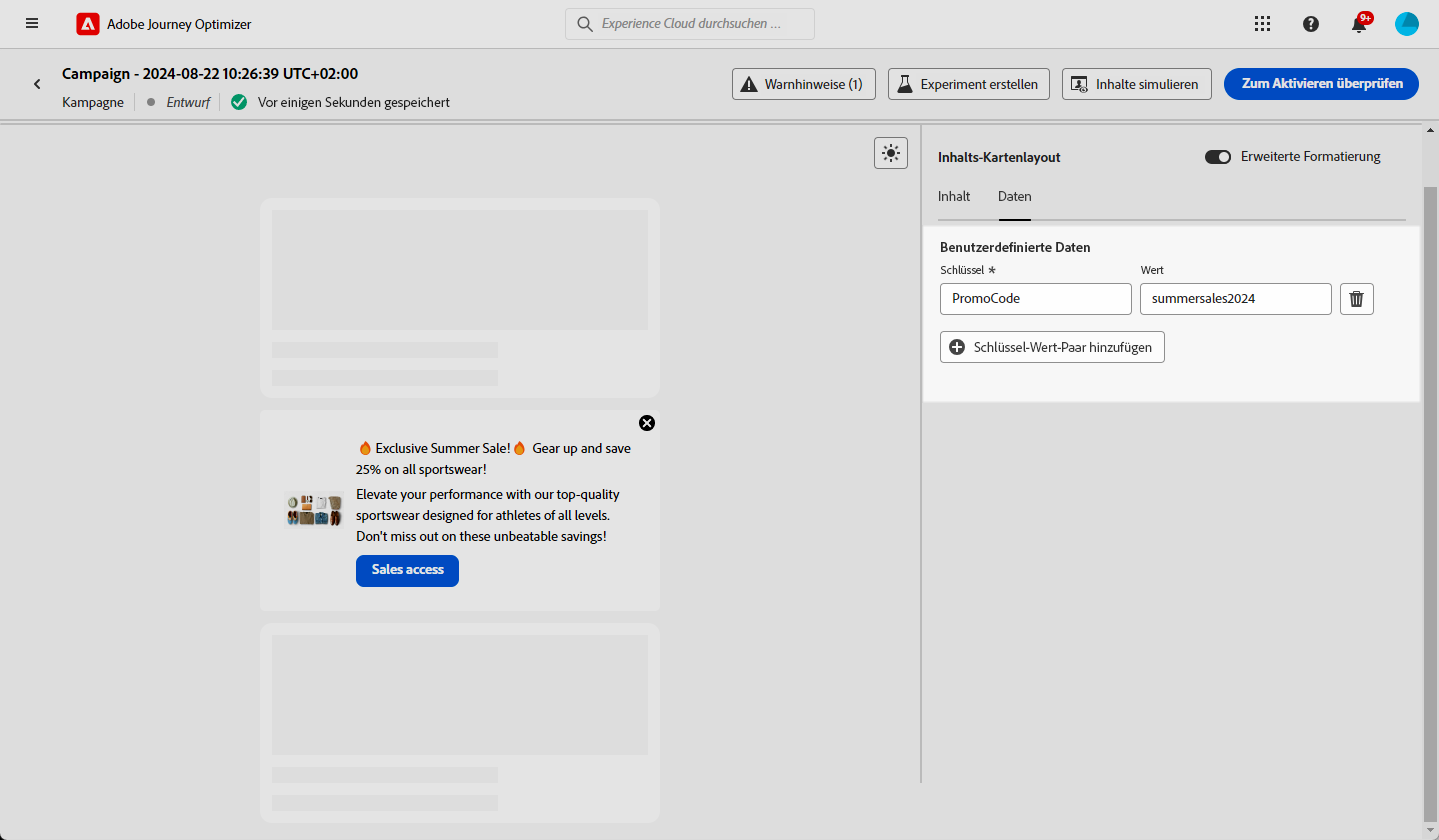 Adobe Journey Optimizer
Experience Cloud durchsuchen ...
9+
Campaign - 2024-08-22 10:26:39 UTC+02:00
Kampagne
Entwurf
Vor einigen Sekunden gespeichert
Warnhinweise (1)
Experiment erstellen
Inhalte simulieren
Zum Aktivieren überprüfen
Inhalts-Kartenlayout
Erweiterte Formatierung
Inhalt
Daten
Benutzerdefinierte Daten
Schlüssel *
Wert
PromoCode
summersales2024
Schlüssel-Wert-Paar hinzufügen
🔥 Exclusive Summer Sale!🔥 Gear up and save
25% on all sportswear!
Elevate your performance with our top-quality
sportswear designed for athletes of all levels.
Don't miss out on these unbeatable savings!
Sales access